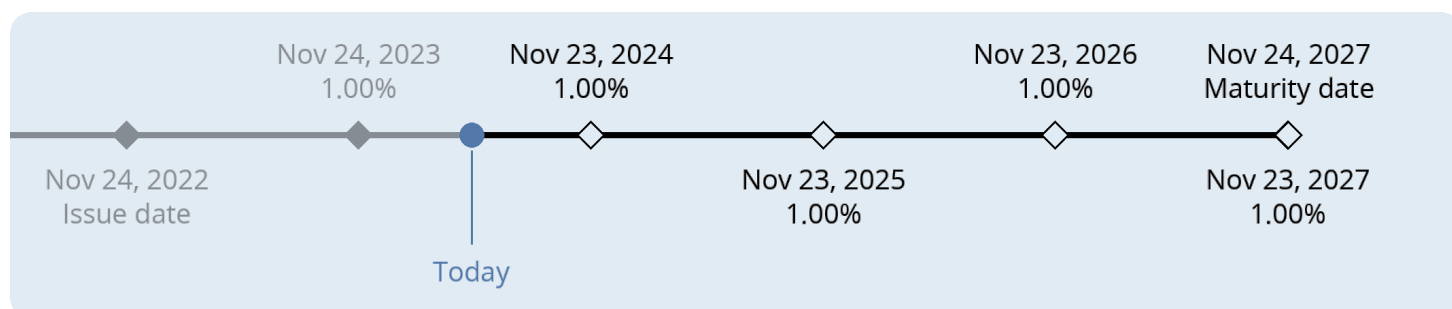 Nov 24, 2023
1.00%
Nov 23, 2024
1.00%
Nov 23, 2026
1.00%
Nov 24, 2027
Maturity date
Nov 24, 2022
Issue date
Nov 23, 2025
1.00%
Nov 23, 2027
1.00%
Today